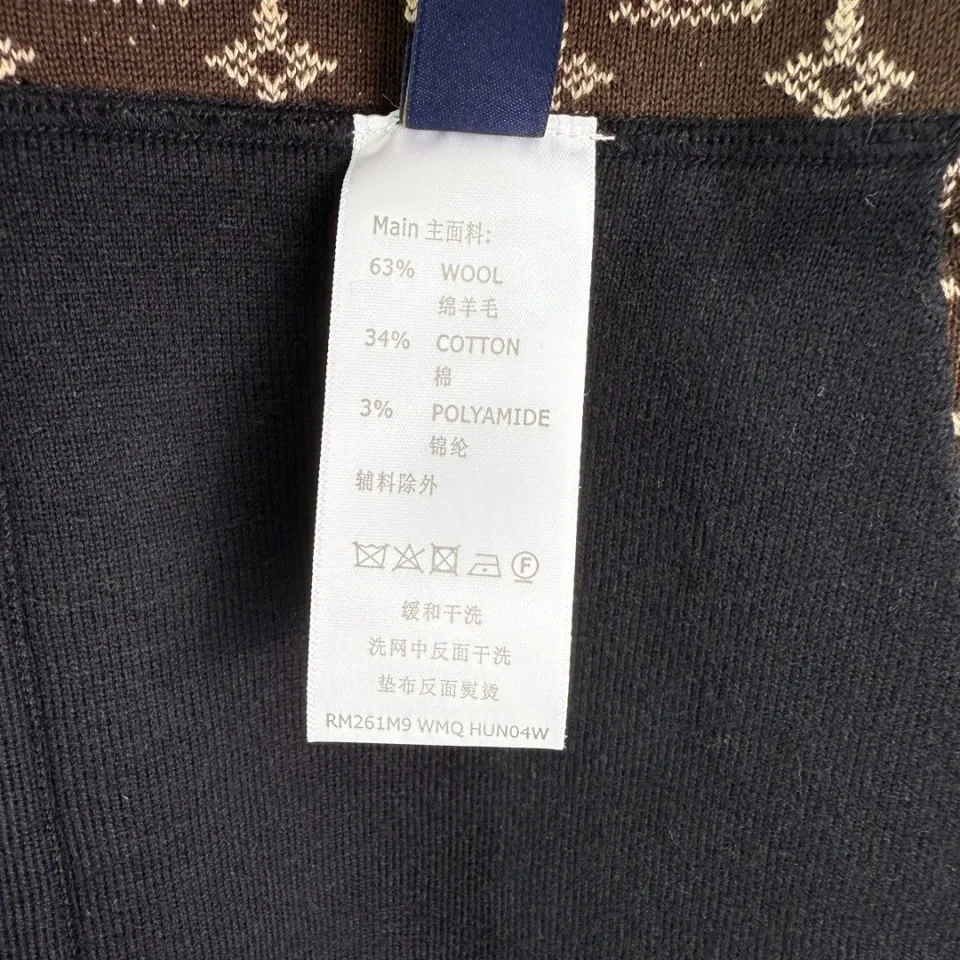 Main 主面料:
63% WOOL
绵羊毛
34% COTTON
棉
3% POLYAMIDE
锦纶
辅料除外
F
缓和干洗
洗网中反面干洗
垫布反面熨烫
RM261M9 WMQ HUN04W